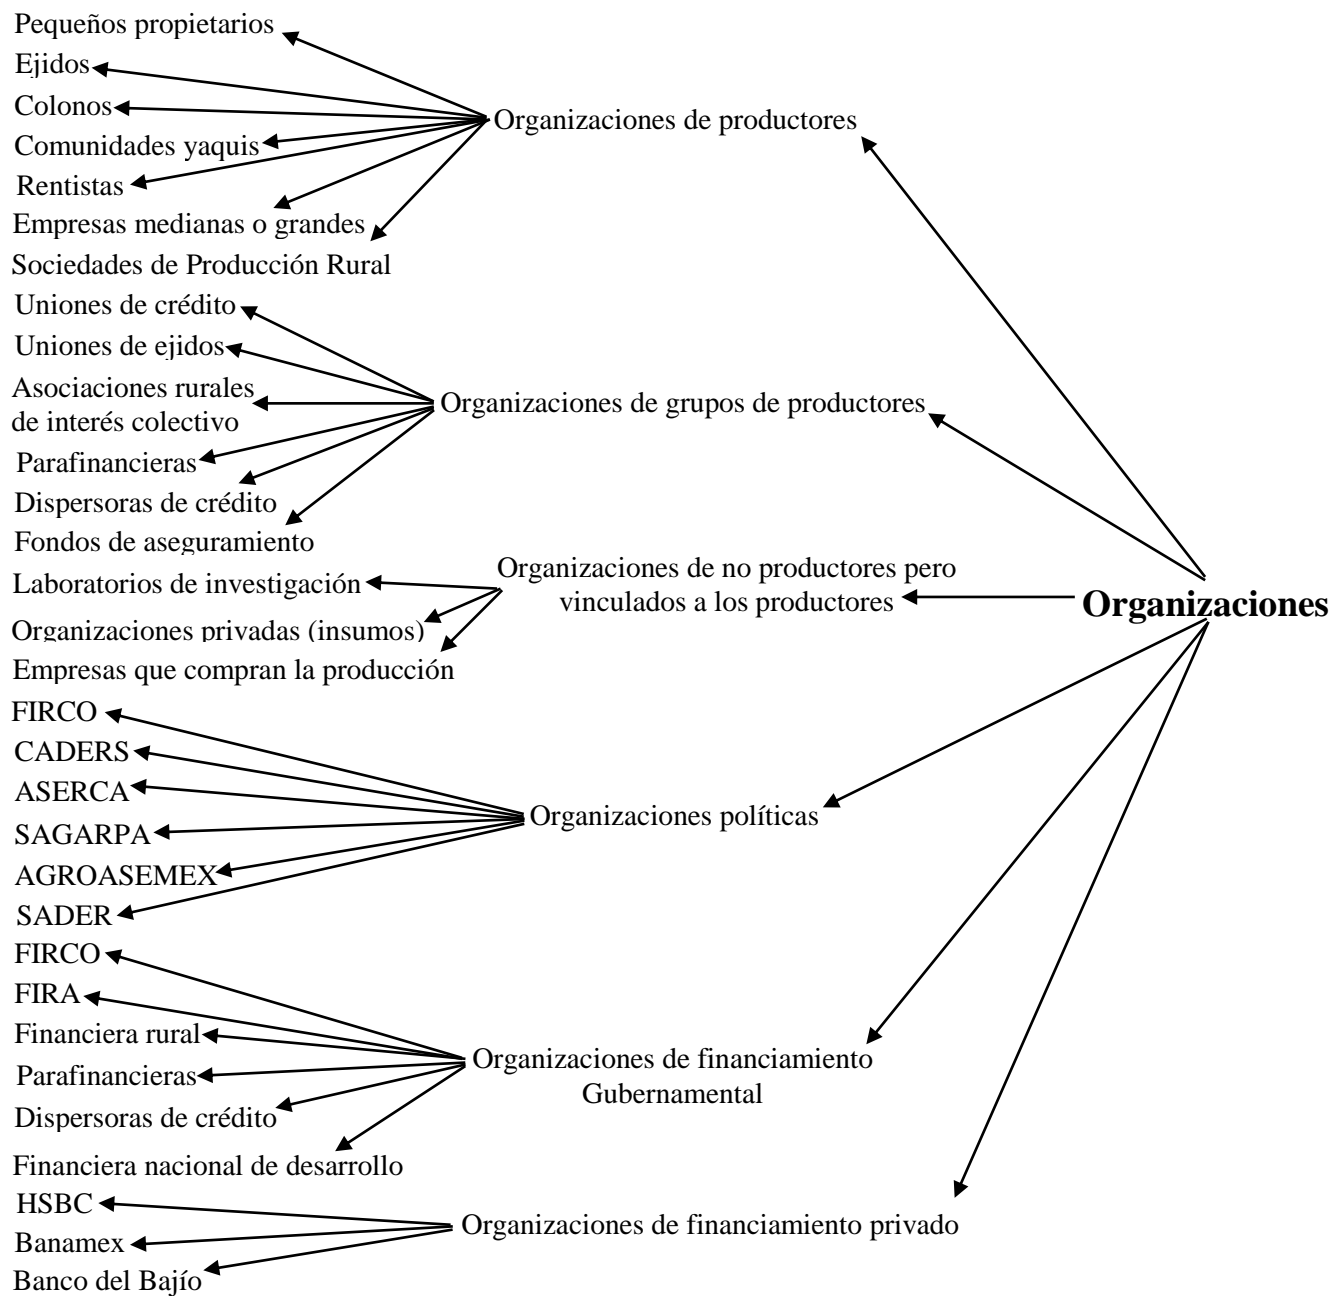 Pequeños propietarios
Ejidos
Colonos
Comunidades yaquis
Rentistas
Empresas medianas o grandes
Sociedades de Producción Rural
Organizaciones de productores
Uniones de crédito
Uniones de ejidos
Asociaciones rurales
de interés colectivo
Parafinancieras
Dispersoras de crédito
Fondos de aseguramiento
Organizaciones de grupos de productores
Laboratorios de investigación
Organizaciones privadas (insumos)
Empresas que compran la producción
Organizaciones de no productores pero
vinculados a los productores
Organizaciones
FIRCO
CADERS
ASERCA
SAGARPA
AGROASEMEX
SADER
Organizaciones políticas
FIRCO
FIRA
Financiera rural
Parafinancieras
Dispersoras de crédito
Financiera nacional de desarrollo
Organizaciones de financiamiento
Gubernamental
HSBC
Banamex
Banco del Bajío
Organizaciones de financiamiento privado